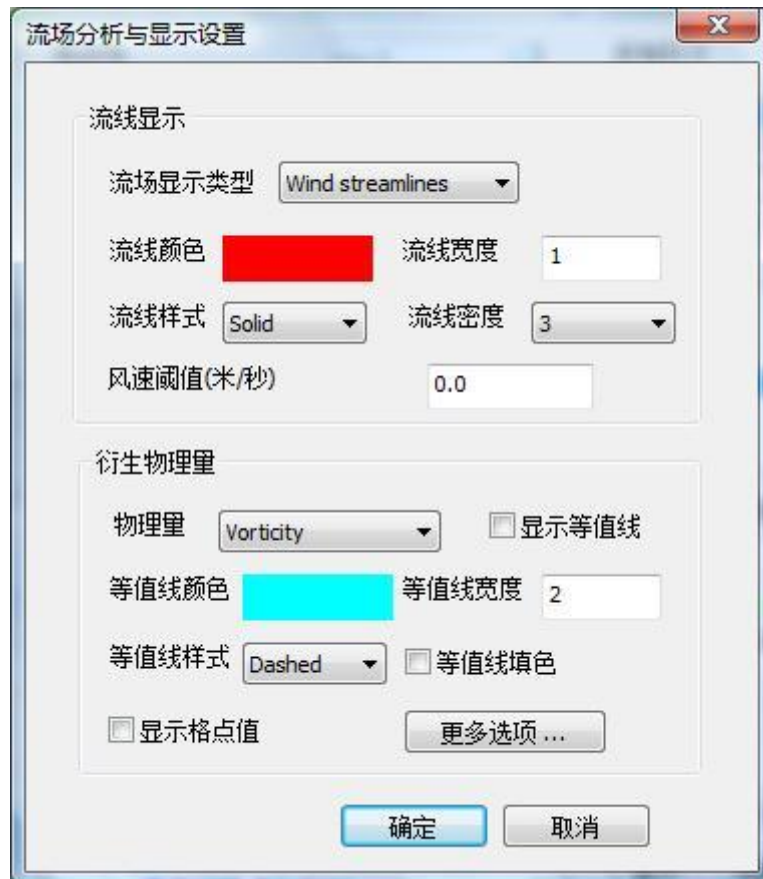 流场分析与显示设置
流线显示
流场显示类型 Wind streamlines
流线颜色 流线宽度 1
流线样式 Solid 流线密度 3
风速阈值(米/秒) 0.0
衍生物理量
物理量 Vorticity 显示等值线
等值线颜色 等值线宽度 2
等值线样式 Dashed 等值线填色
显示格点值 更多选项 ...
确定 取消